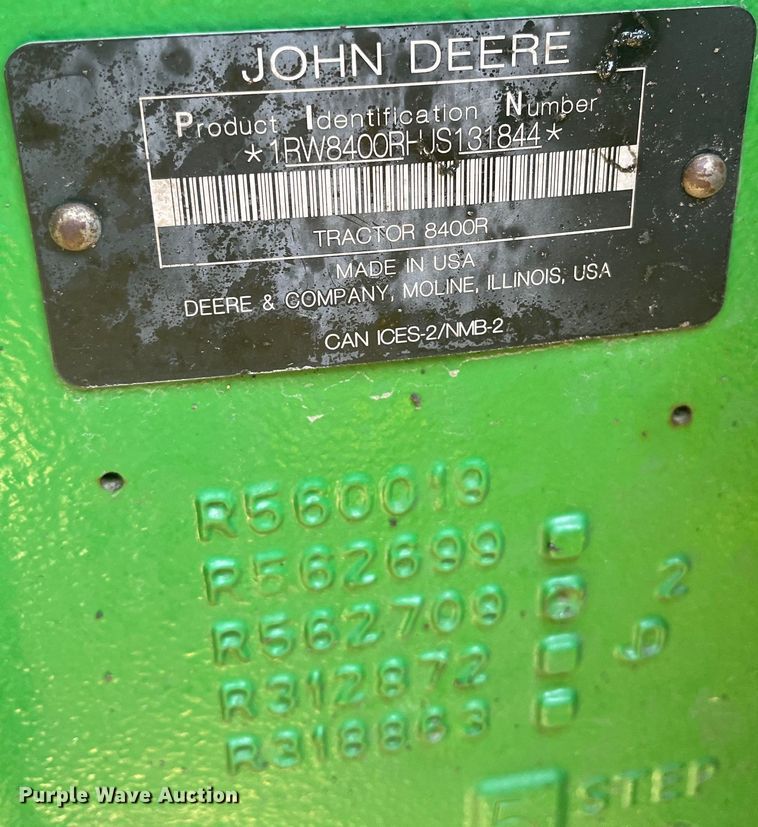 JOHN DEERE
Product Identification Number
*1RW8400RHJS131844*
TRACTOR 8400R
MADE IN USA
DEERE & COMPANY, MOLINE, ILLINOIS, USA
CAN ICES-2/NMB-2
R560019
R562699
R562709 2
R312872
R318863
5 STEP
Purple Wave Auction